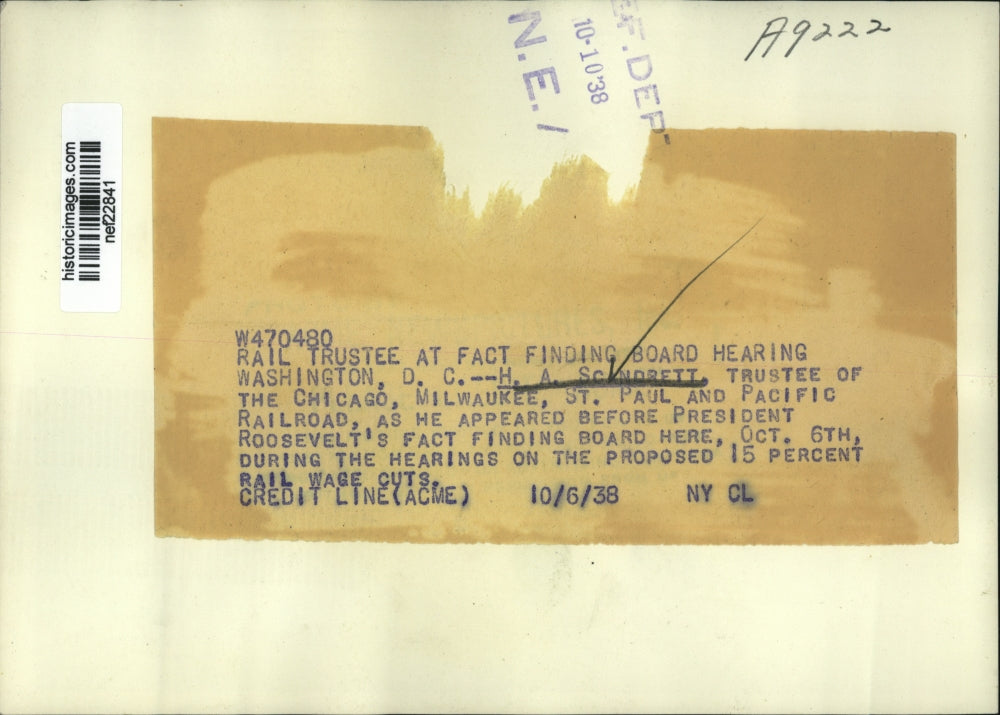 A9222
EF. DEP
10-10 38
N.E.
historicimages.com
nef22841
W470480
RAIL TRUSTEE AT FACT FINDING BOARD HEARING
WASHINGTON, D. C.--H. A. SCANDRETT, TRUSTEE OF
THE CHICAGO, MILWAUKEE, ST. PAUL AND PACIFIC
RAILROAD, AS HE APPEARED BEFORE PRESIDENT
ROOSEVELT'S FACT FINDING BOARD HERE, OCT. 6TH,
DURING THE HEARINGS ON THE PROPOSED 15 PERCENT
RAIL WAGE CUTS.
CREDIT LINE(ACME) 10/6/38 NY CL